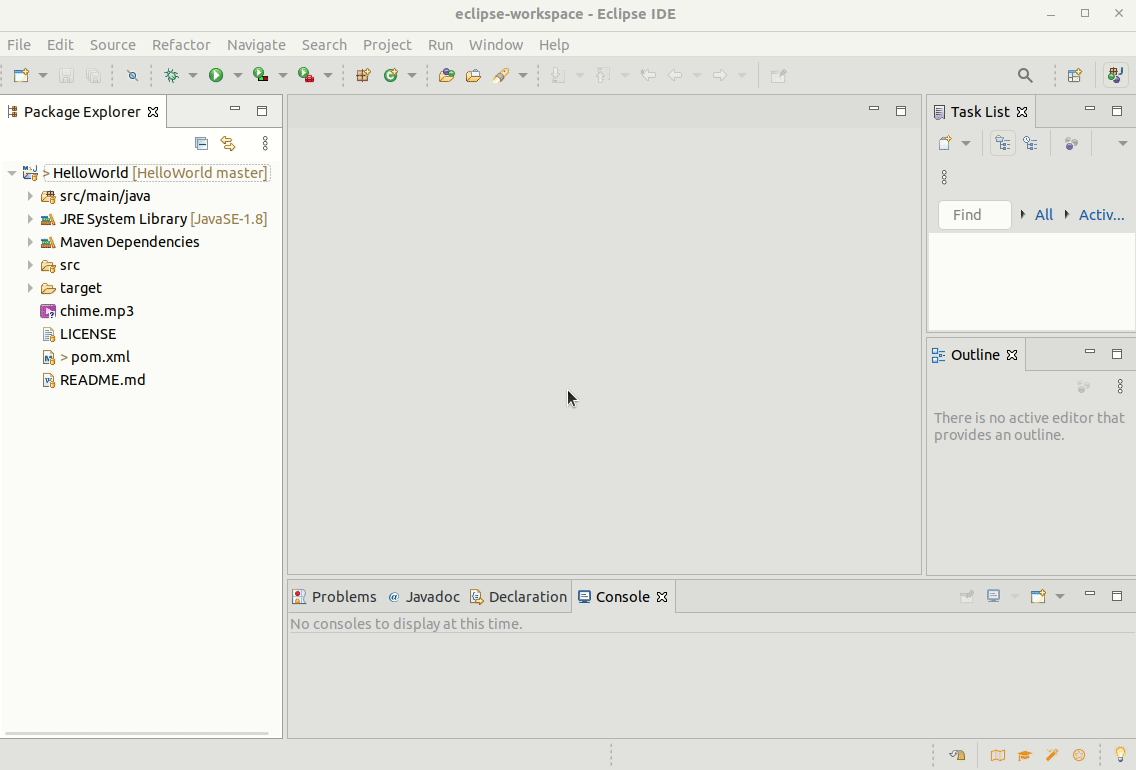 eclipse-workspace - Eclipse IDE
File Edit Source Refactor Navigate Search Project Run Window Help
Package Explorer
> HelloWorld [HelloWorld master]
src/main/java
JRE System Library [JavaSE-1.8]
Maven Dependencies
src
target
chime.mp3
LICENSE
> pom.xml
README.md
Task List
Find All Activ...
Outline
There is no active editor that
provides an outline.
Problems @ Javadoc Declaration Console
No consoles to display at this time.